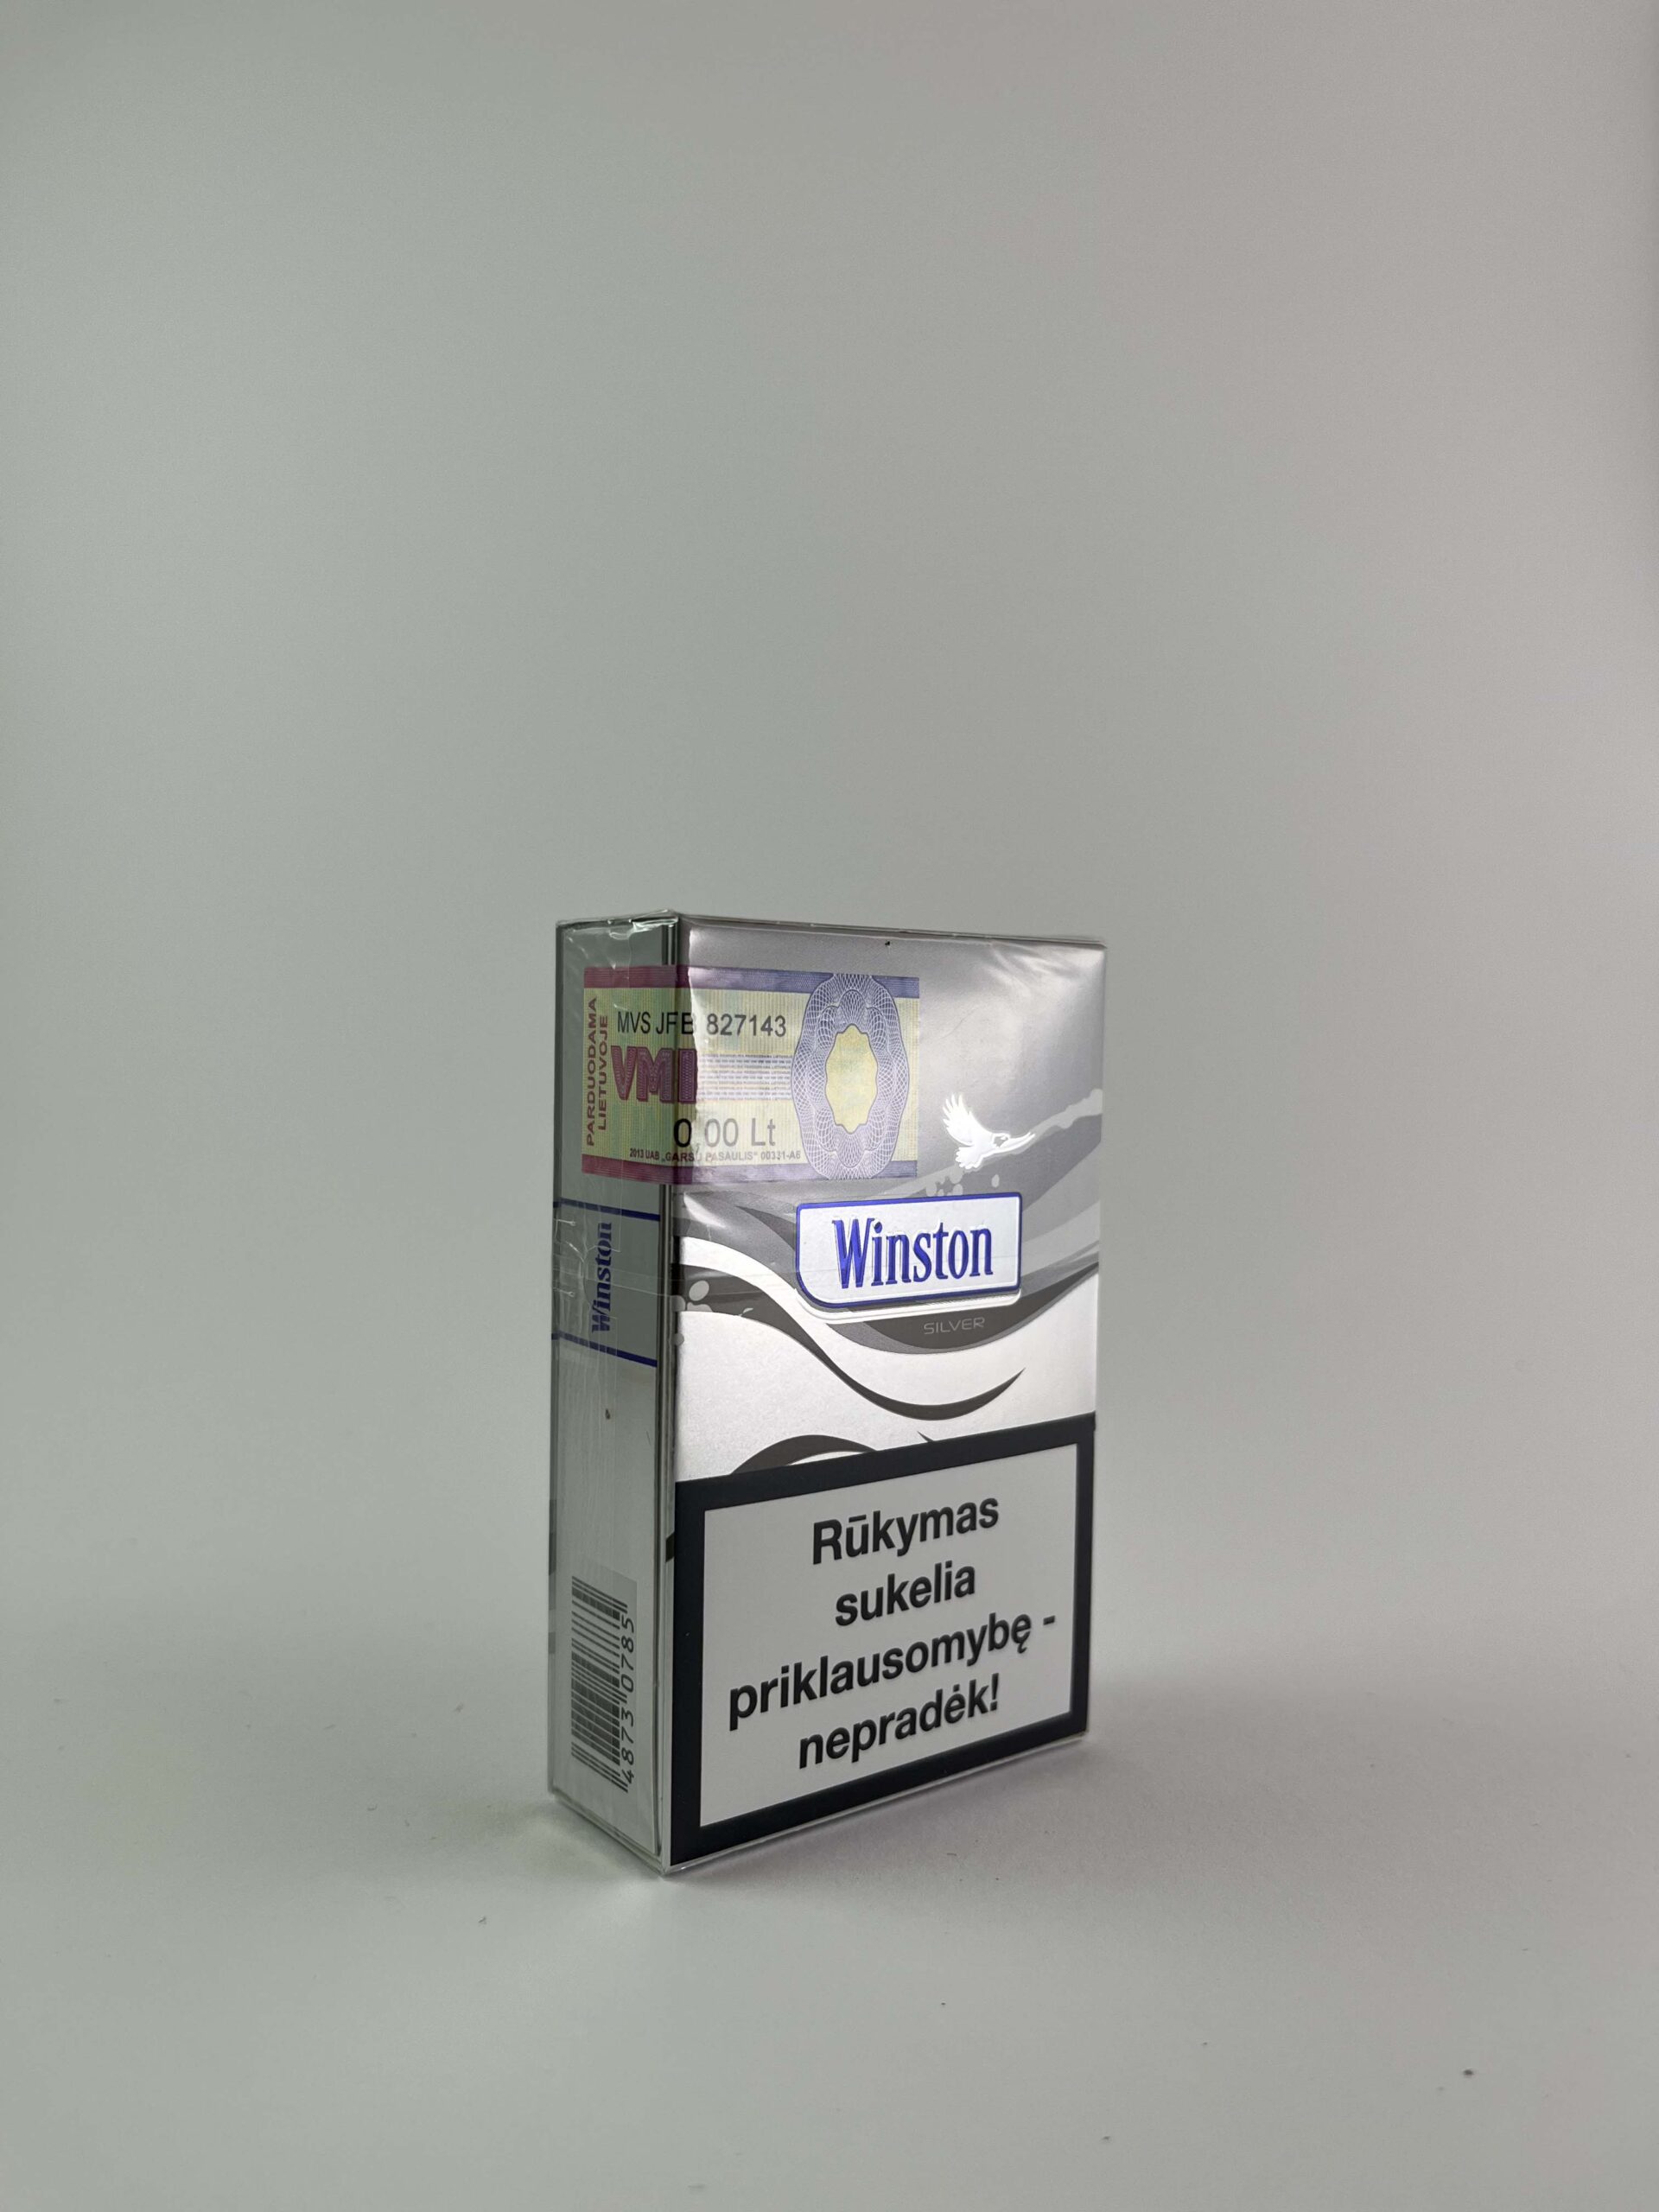 PARDUODAMA
LIETUVOJE
MVS JFB 827143
VMI
0,00 Lt
2013 UAB „GARSŲ PASAULIS“ 00331-A6
Winston
SILVER
Winston
Rūkymas
sukelia
priklausomybę -
nepradėk!
4873 0785